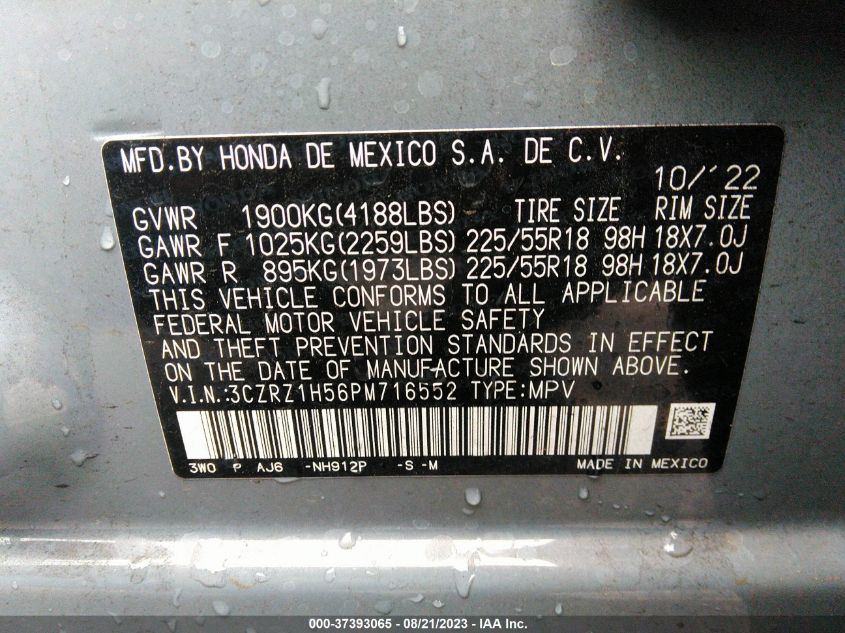 MFD.BY HONDA DE MEXICO S.A. DE C.V.
10/'22
GVWR 1900KG(4188LBS) TIRE SIZE RIM SIZE
GAWR F 1025KG(2259LBS) 225/55R18 98H 18X7.0J
GAWR R 895KG(1973LBS) 225/55R18 98H 18X7.0J
THIS VEHICLE CONFORMS TO ALL APPLICABLE
FEDERAL MOTOR VEHICLE SAFETY
AND THEFT PREVENTION STANDARDS IN EFFECT
ON THE DATE OF MANUFACTURE SHOWN ABOVE.
V.I.N.:3CZRZ1H56PM716552 TYPE:MPV
3W0 P AJ6 -NH912P -S -M MADE IN MEXICO
000-37393065 - 08/21/2023 - IAA Inc.